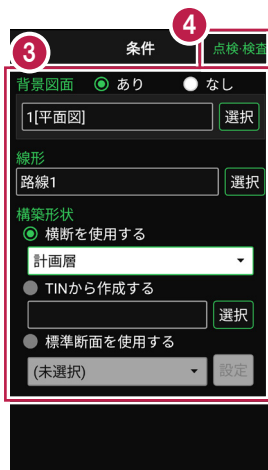 3
4
条件
点検·検査
背景図面 あり なし
1[平面図] 選択
線形
路線1 選択
構築形状
横断を使用する
計画層
TINから作成する
選択
標準断面を使用する
(未選択) 設定